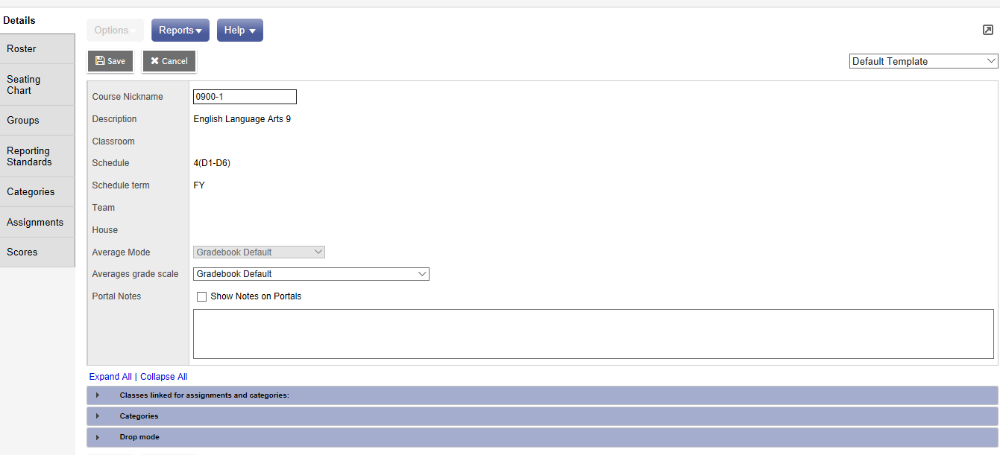 Details
Options
Reports
Help
Roster
Save
Cancel
Default Template
Seating
Chart
Groups
Reporting
Standards
Categories
Assignments
Scores
Course Nickname
0900-1
Description
English Language Arts 9
Classroom
Schedule
4(D1-D6)
Schedule term
FY
Team
House
Average Mode
Gradebook Default
Averages grade scale
Gradebook Default
Portal Notes
Show Notes on Portals
Expand All | Collapse All
Classes linked for assignments and categories:
Categories
Drop mode